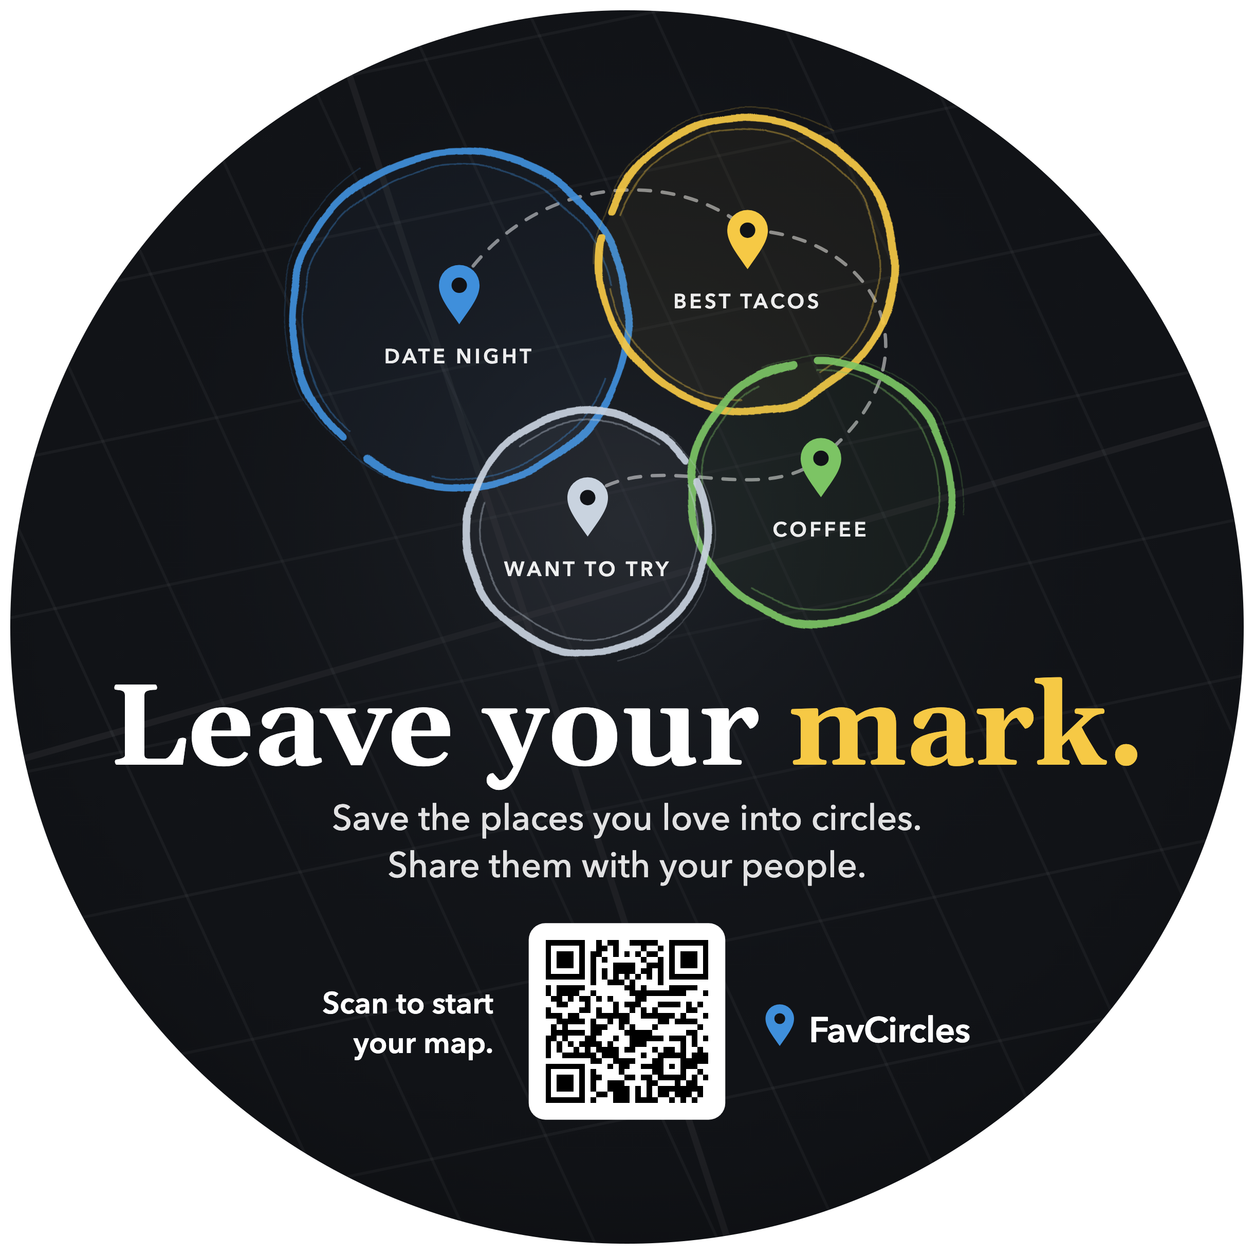 BEST TACOS
DATE NIGHT
COFFEE
WANT TO TRY
Leave your mark.
Save the places you love into circles.
Share them with your people.
Scan to start
your map.
FavCircles